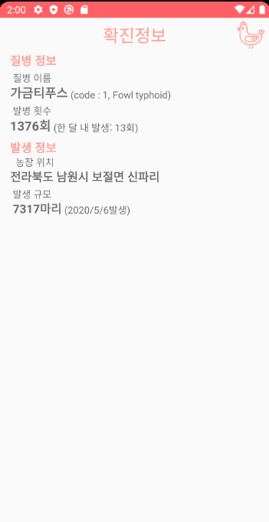 2:00
확진정보
질병 정보
질병 이름
가금티푸스 (code : 1, Fowl typhoid)
발병 횟수
1376회 (한 달 내 발생: 13회)
발생 정보
농장 위치
전라북도 남원시 보절면 신파리
발생 규모
7317마리 (2020/5/6발생)